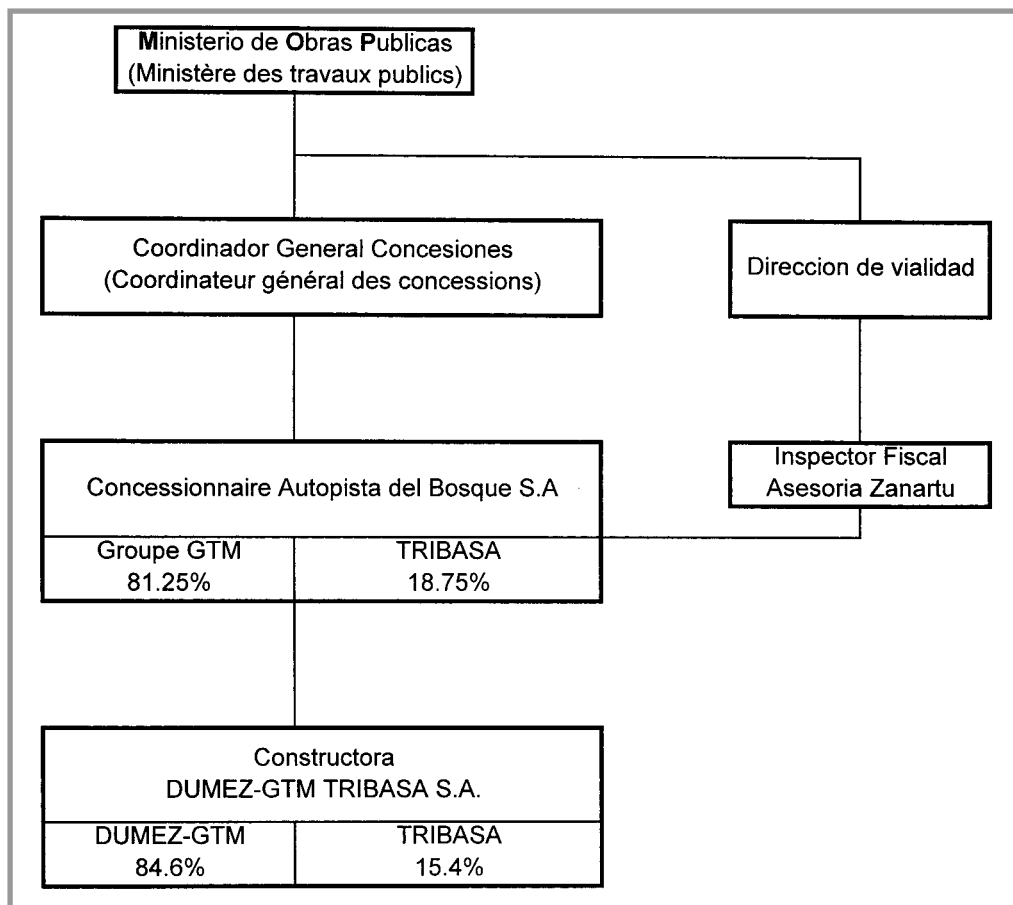 Ministerio de Obras Publicas
(Ministère des travaux publics)
Coordinador General Concesiones
(Coordinateur général des concessions)
Direccion de vialidad
Concessionnaire Autopista del Bosque S.A
Groupe GTM
81.25%
TRIBASA
18.75%
Inspector Fiscal
Asesoria Zanartu
Constructora
DUMEZ-GTM TRIBASA S.A.
DUMEZ-GTM
84.6%
TRIBASA
15.4%